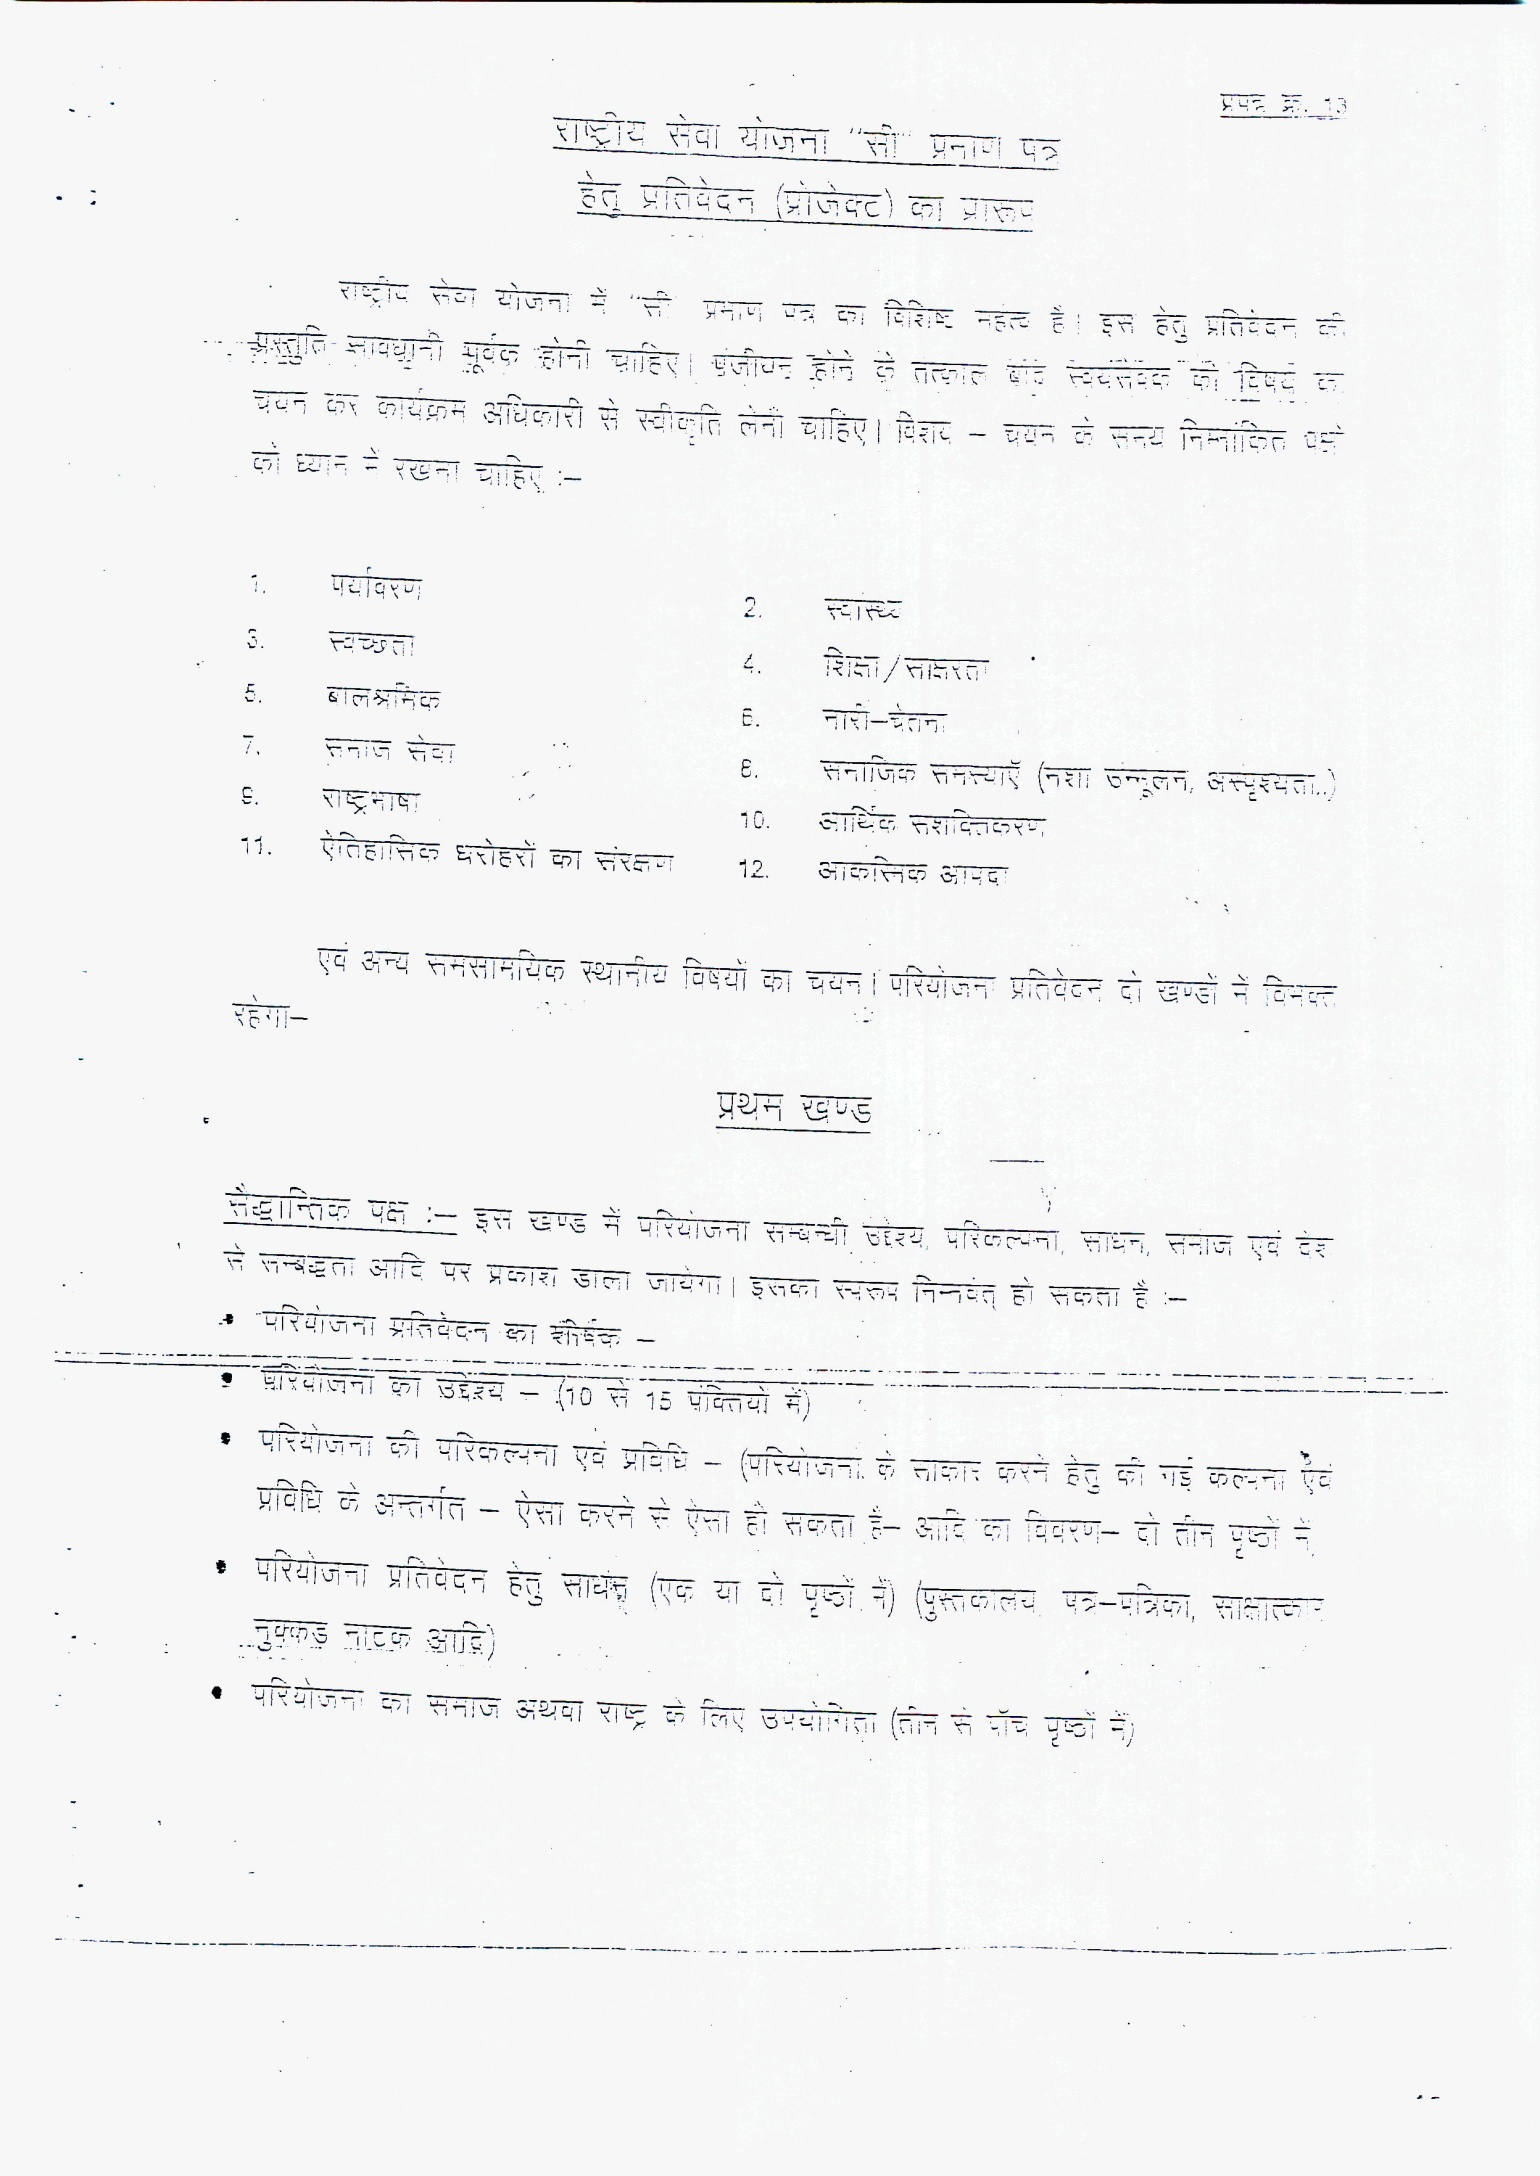 प्रपत्र क्र. 13
राष्ट्रीय सेवा योजना "सी" प्रमाण पत्र
हेतु प्रतिवेदन (प्रोजेक्ट) का प्रारूप
राष्ट्रीय सेवा योजना में "सी" प्रमाण पत्र का विशिष्ट महत्व है। इस हेतु प्रतिवेदन की
प्रस्तुति सावधानी पूर्वक होनी चाहिए। पंजीयन होने के तत्काल बाद स्वयंसेवक को विषय का
चयन कर कार्यक्रम अधिकारी से स्वीकृति लेनी चाहिए। विशय – चयन के समय निम्नांकित पक्षों
को ध्यान में रखना चाहिए :–
1. पर्यावरण
2. स्वास्थ्य
3. स्वच्छता
4. शिक्षा/साक्षरता
5. बालश्रमिक
6. नारी–चेतना
7. समाज सेवा
8. समाजिक समस्याऍ (नशा उन्मूलन, अस्पृश्यता..)
9. राष्ट्रभाषा
10. आर्थिक सशक्तिकरण
11. ऐतिहासिक धरोहरों का संरक्षण
12. आकस्मिक आपदा
एवं अन्य समसामयिक स्थानीय विषयों का चयन। परियोजना प्रतिवेदन दो खण्डों में विभक्त
रहेगा–
प्रथम खण्ड
सैद्धान्तिक पक्ष :– इस खण्ड में परियोजना सम्बन्धी उद्देश्य, परिकल्पना, साधन, समाज एवं देश
से सम्बद्धता आदि पर प्रकाश डाला जायेगा। इसका स्वरूप निम्नवत् हो सकता है :–
• परियोजना प्रतिवेदन का शीर्षक –
• परियोजना का उद्देश्य – (10 से 15 पंक्तियों में)
• परियोजना की परिकल्पना एवं प्रविधि – (परियोजना के साकार करने हेतु की गई कल्पना एवं
प्रविधि के अन्तर्गत – ऐसा करने से ऐसा हो सकता है– आदि का विवरण– दो तीन पृष्ठों में)
• परियोजना प्रतिवेदन हेतु साधन (एक या दो पृष्ठों में) (पुस्तकालय, पत्र–पत्रिका, साक्षात्कार,
नुक्कड़ नाटक आदि)
• परियोजना का समाज अथवा राष्ट्र के लिए उपयोगिता (तीन से पॉच पृष्ठों में)